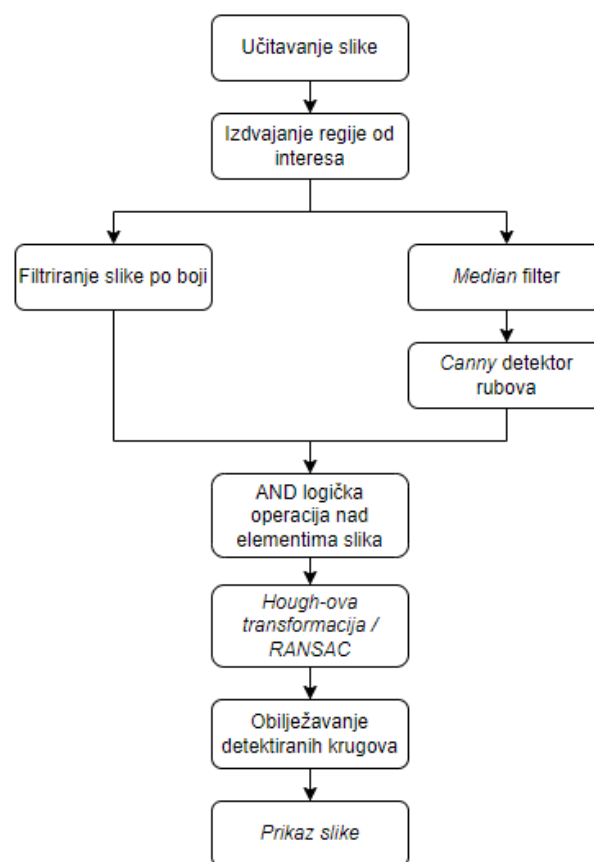 Učitavanje slike
Izdvajanje regije od
interesa
Filtriranje slike po boji
Median filter
Canny detektor
rubova
AND logička
operacija nad
elementima slika
Hough-ova
transformacija /
RANSAC
Obilježavanje
detektiranih krugova
Prikaz slike